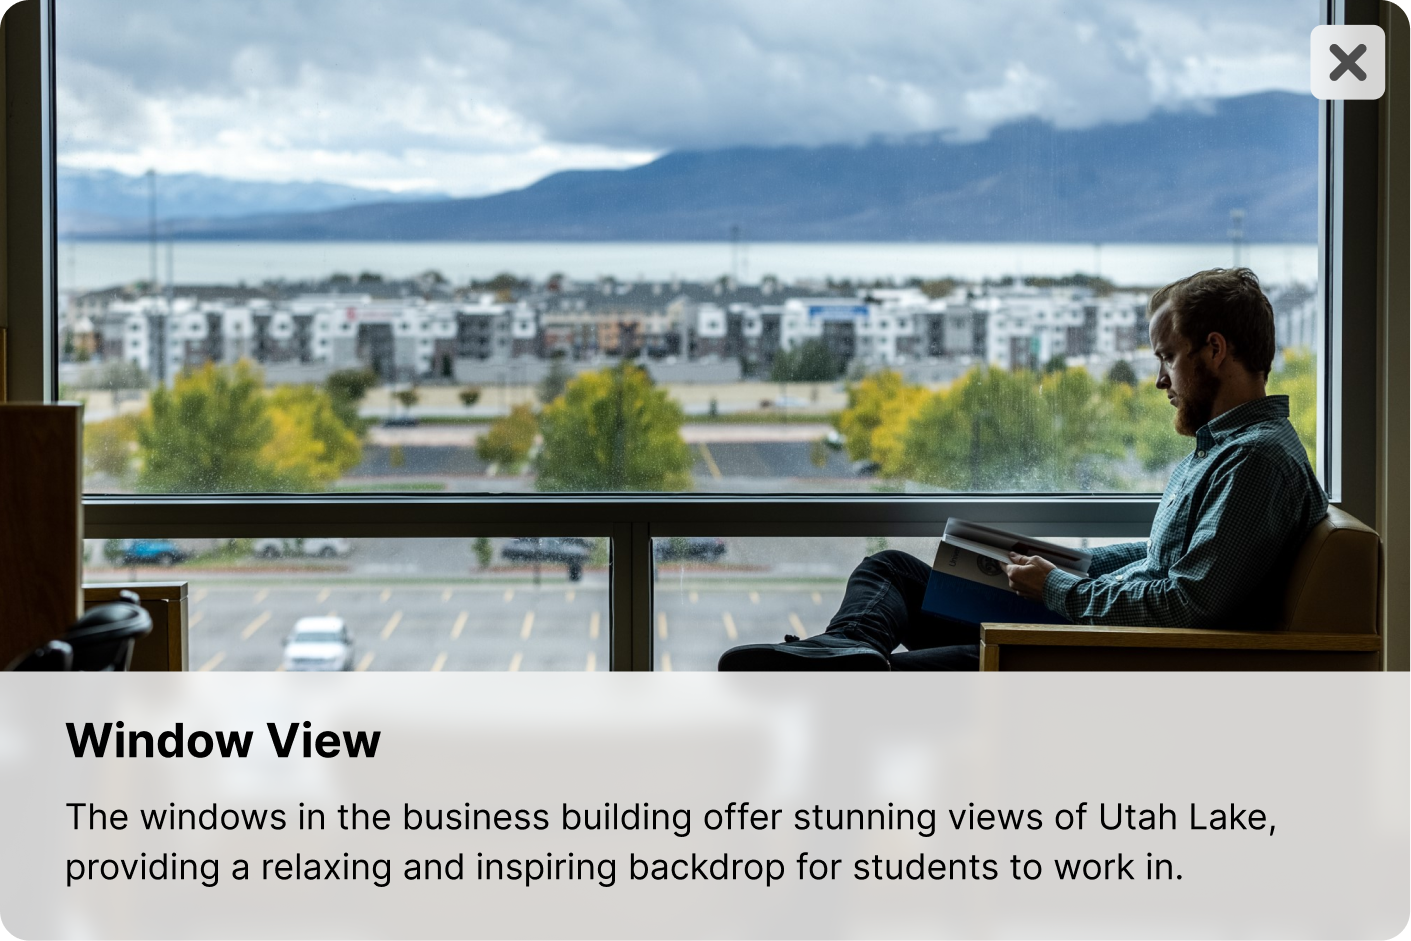 Window View
The windows in the business building offer stunning views of Utah Lake,
providing a relaxing and inspiring backdrop for students to work in.